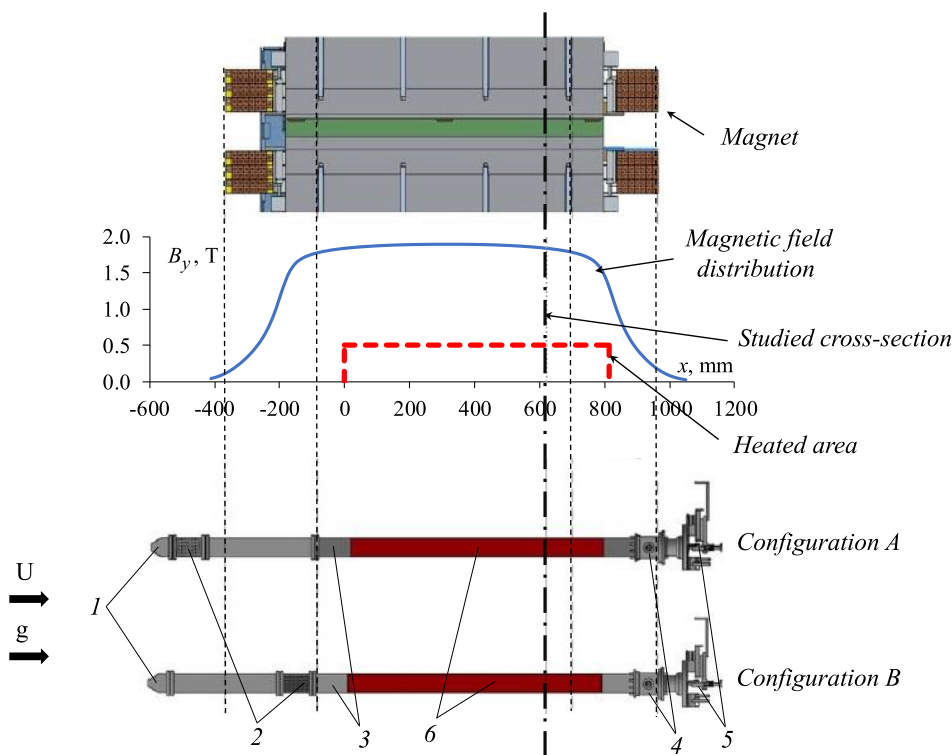 Magnet
2.0
B_y, T
1.5
1.0
0.5
0.0
Magnetic field
distribution
Studied cross-section
x, mm
-600 -400 -200 0 200 400 600 800 1000 1200
Heated area
Configuration A
U
1
g
Configuration B
2 3 6 4 5